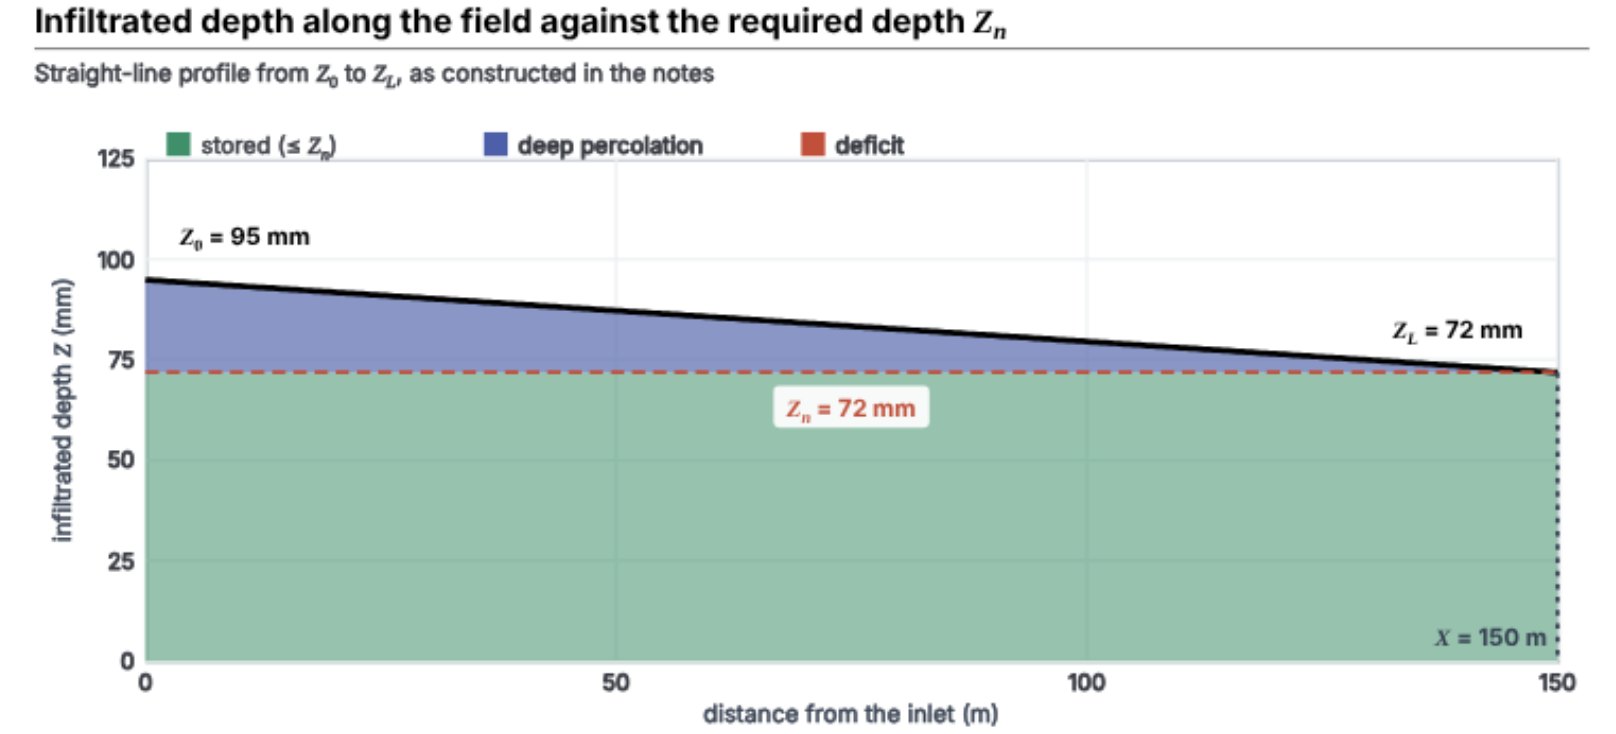 Infiltrated depth along the field against the required depth Zn
Straight-line profile from Z0 to ZL, as constructed in the notes
stored (≤ Zn) deep percolation deficit
125
Z0 = 95 mm
100
ZL = 72 mm
75
Zn = 72 mm
50
25
X = 150 m
0
0 50 100 150
distance from the inlet (m)
infiltrated depth Z (mm)